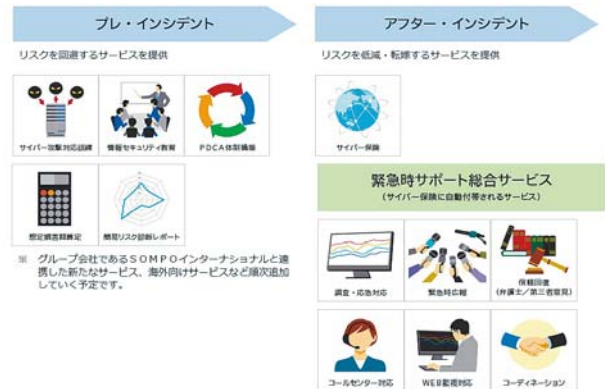 プレ・インシデント
リスクを回避するサービスを提供
サイバー攻撃対応訓練
情報セキュリティ教育
PDCA体制構築
想定損害額算定
簡易リスク診断レポート
※ グループ会社であるSOMPOインターナショナルと連
携した新たなサービス、海外向けサービスなど順次追加
していく予定です。
アフター・インシデント
リスクを低減・転嫁するサービスを提供
サイバー保険
緊急時サポート総合サービス
(サイバー保険に自動付帯されるサービス)
調査・応急対応
緊急時広報
信頼回復
(弁護士/第三者意見)
コールセンター対応
WEB監視対応
コーディネーション